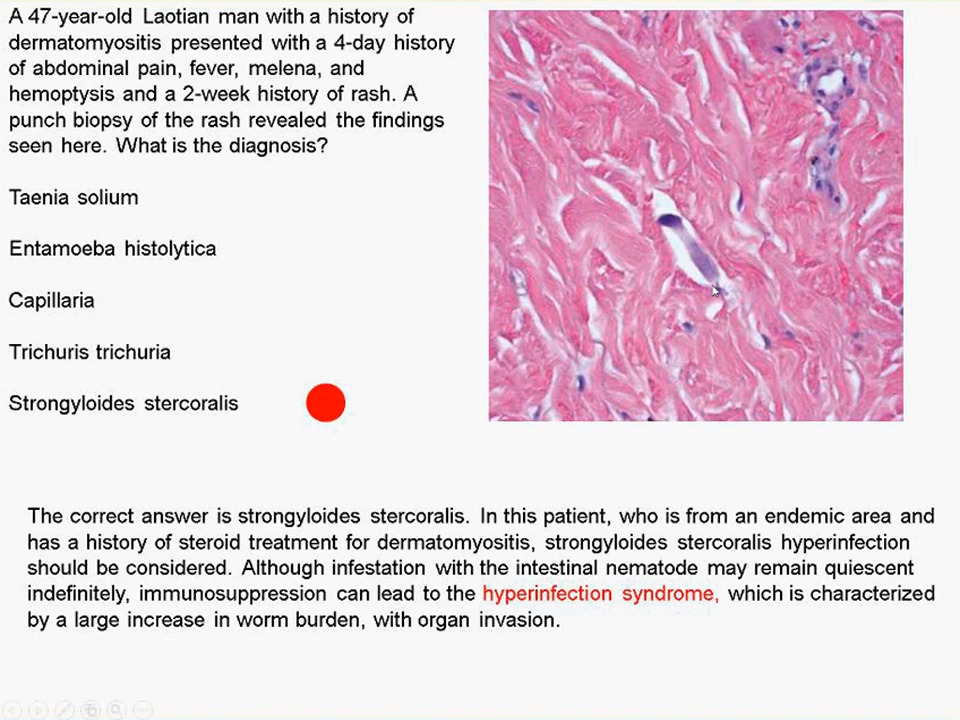 A 47-year-old Laotian man with a history of
dermatomyositis presented with a 4-day history
of abdominal pain, fever, melena, and
hemoptysis and a 2-week history of rash. A
punch biopsy of the rash revealed the findings
seen here. What is the diagnosis?
Taenia solium
Entamoeba histolytica
Capillaria
Trichuris trichuria
Strongyloides stercoralis
The correct answer is strongyloides stercoralis. In this patient, who is from an endemic area and
has a history of steroid treatment for dermatomyositis, strongyloides stercoralis hyperinfection
should be considered. Although infestation with the intestinal nematode may remain quiescent
indefinitely, immunosuppression can lead to the hyperinfection syndrome, which is characterized
by a large increase in worm burden, with organ invasion.